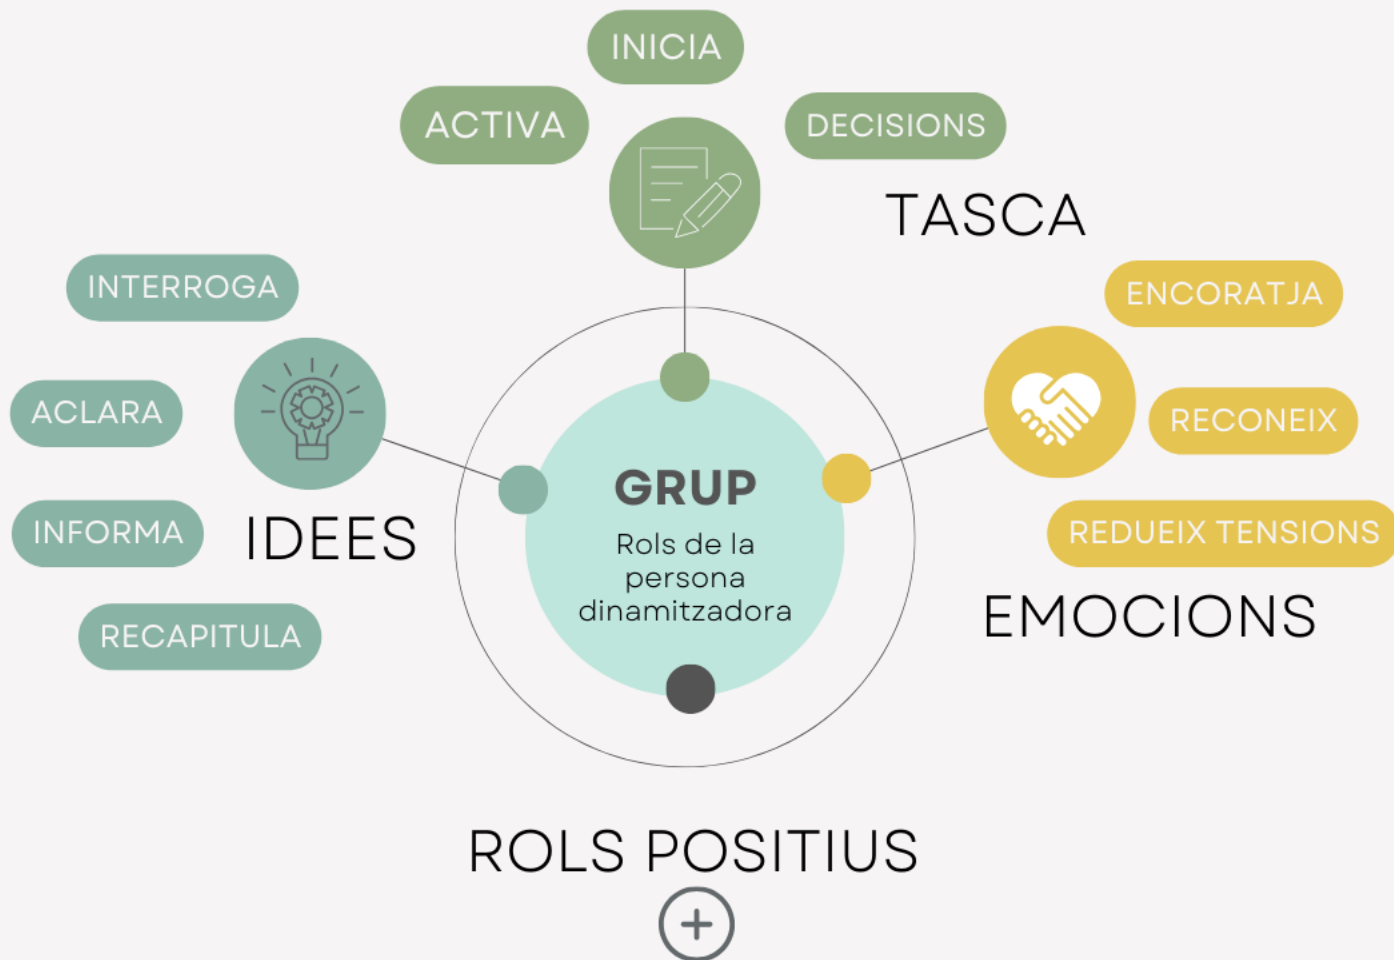 INICIA
ACTIVA
DECISIONS
TASCA
INTERROGA
ACLARA
INFORMA
IDEES
RECAPITULA
GRUP
Rols de la
persona
dinamitzadora
ENCORATJA
RECONEIX
REDUEIX TENSIONS
EMOCIONS
ROLS POSITIUS
+